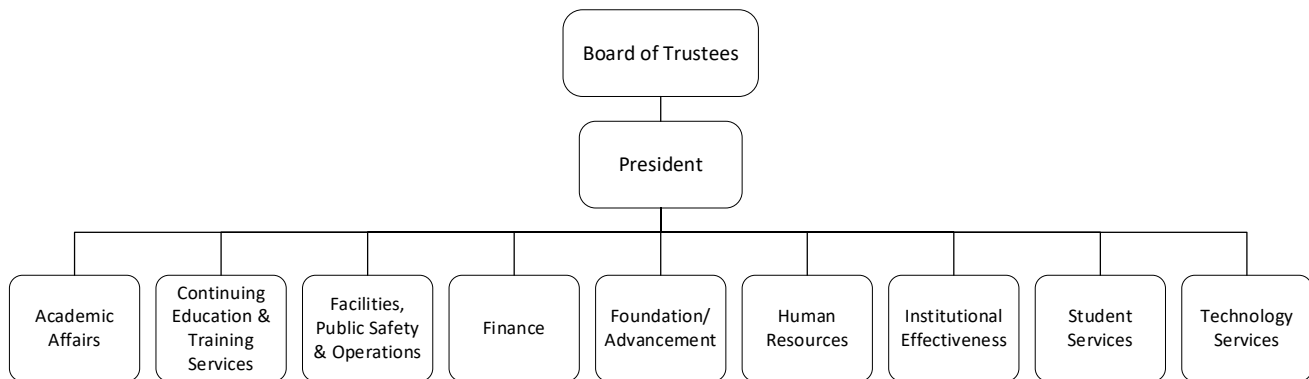 Board of Trustees
President
Academic
Affairs
Continuing
Education &
Training
Services
Facilities,
Public Safety
& Operations
Finance
Foundation/
Advancement
Human
Resources
Institutional
Effectiveness
Student
Services
Technology
Services